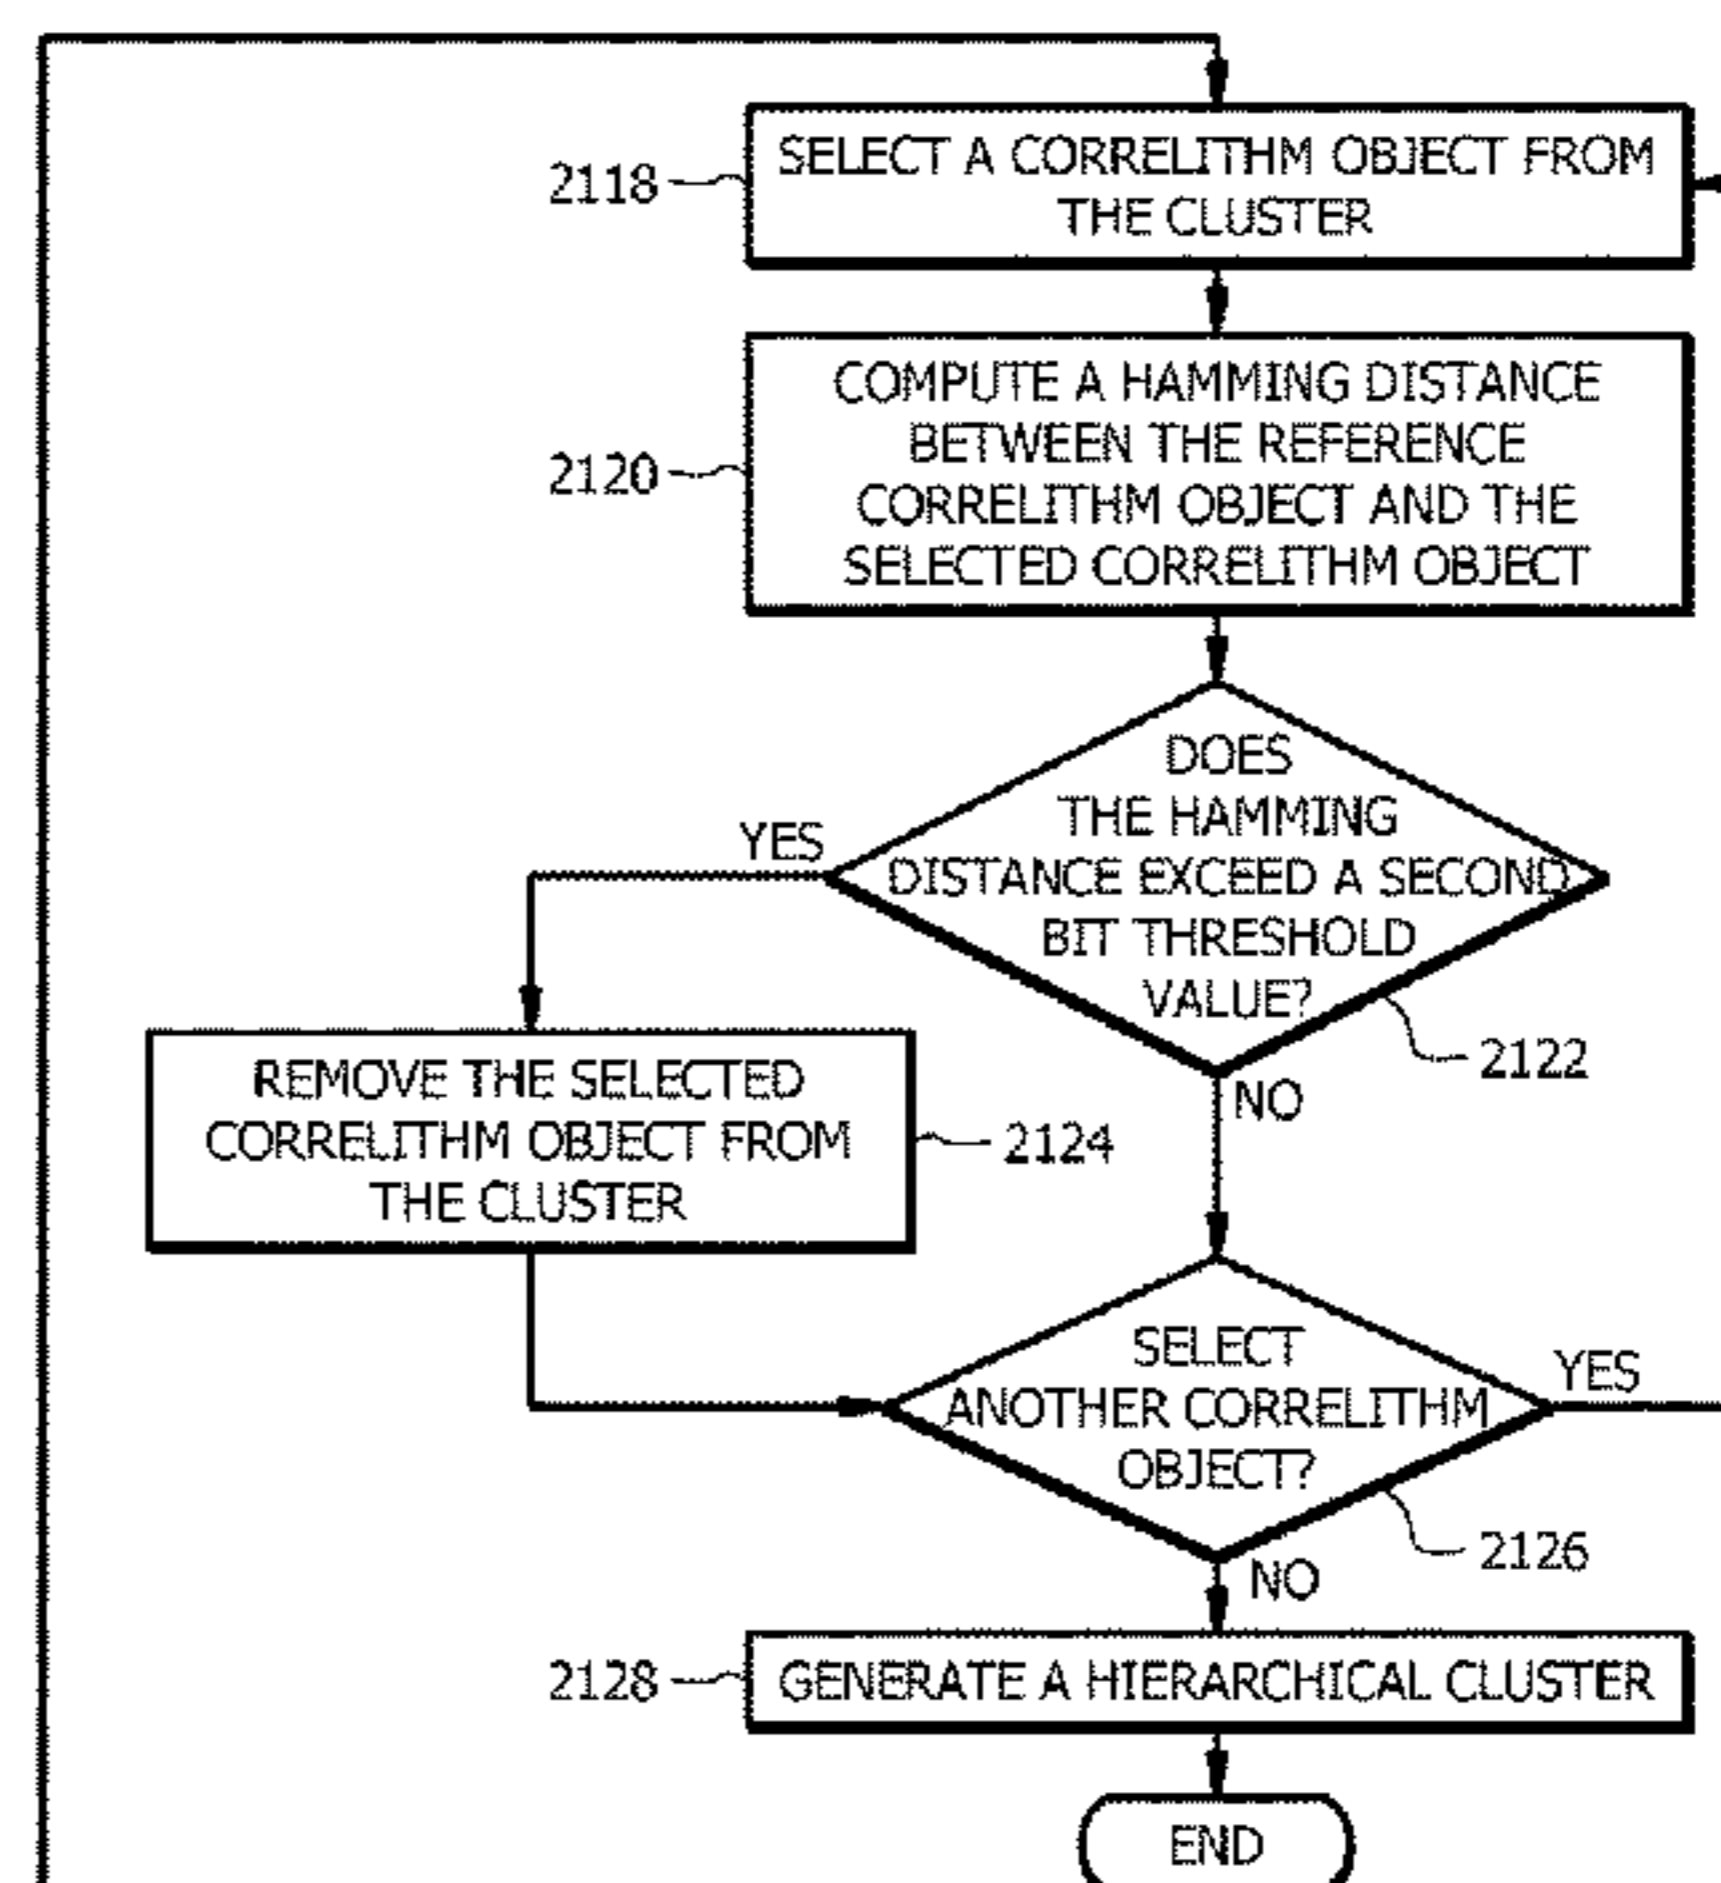 2118
SELECT A CORRELITHM OBJECT FROM
THE CLUSTER
2120
COMPUTE A HAMMING DISTANCE
BETWEEN THE REFERENCE
CORRELITHM OBJECT AND THE
SELECTED CORRELITHM OBJECT
DOES
THE HAMMING
DISTANCE EXCEED A SECOND
BIT THRESHOLD
VALUE?
YES
2122
NO
REMOVE THE SELECTED
CORRELITHM OBJECT FROM
THE CLUSTER
2124
SELECT
ANOTHER CORRELITHM
OBJECT?
YES
2126
NO
2128
GENERATE A HIERARCHICAL CLUSTER
END